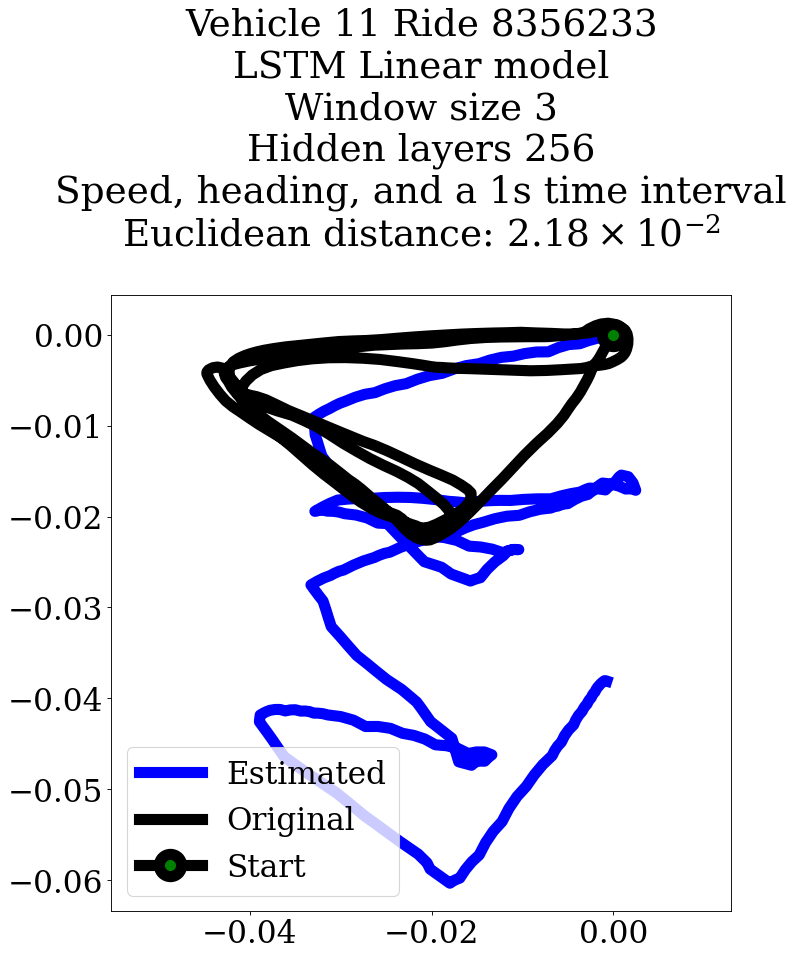 Vehicle 11 Ride 8356233
LSTM Linear model
Window size 3
Hidden layers 256
Speed, heading, and a 1s time interval
Euclidean distance: 2.18 × 10⁻²
0.00
−0.01
−0.02
−0.03
−0.04
−0.05
−0.06
Estimated
Original
Start
−0.04 −0.02 0.00